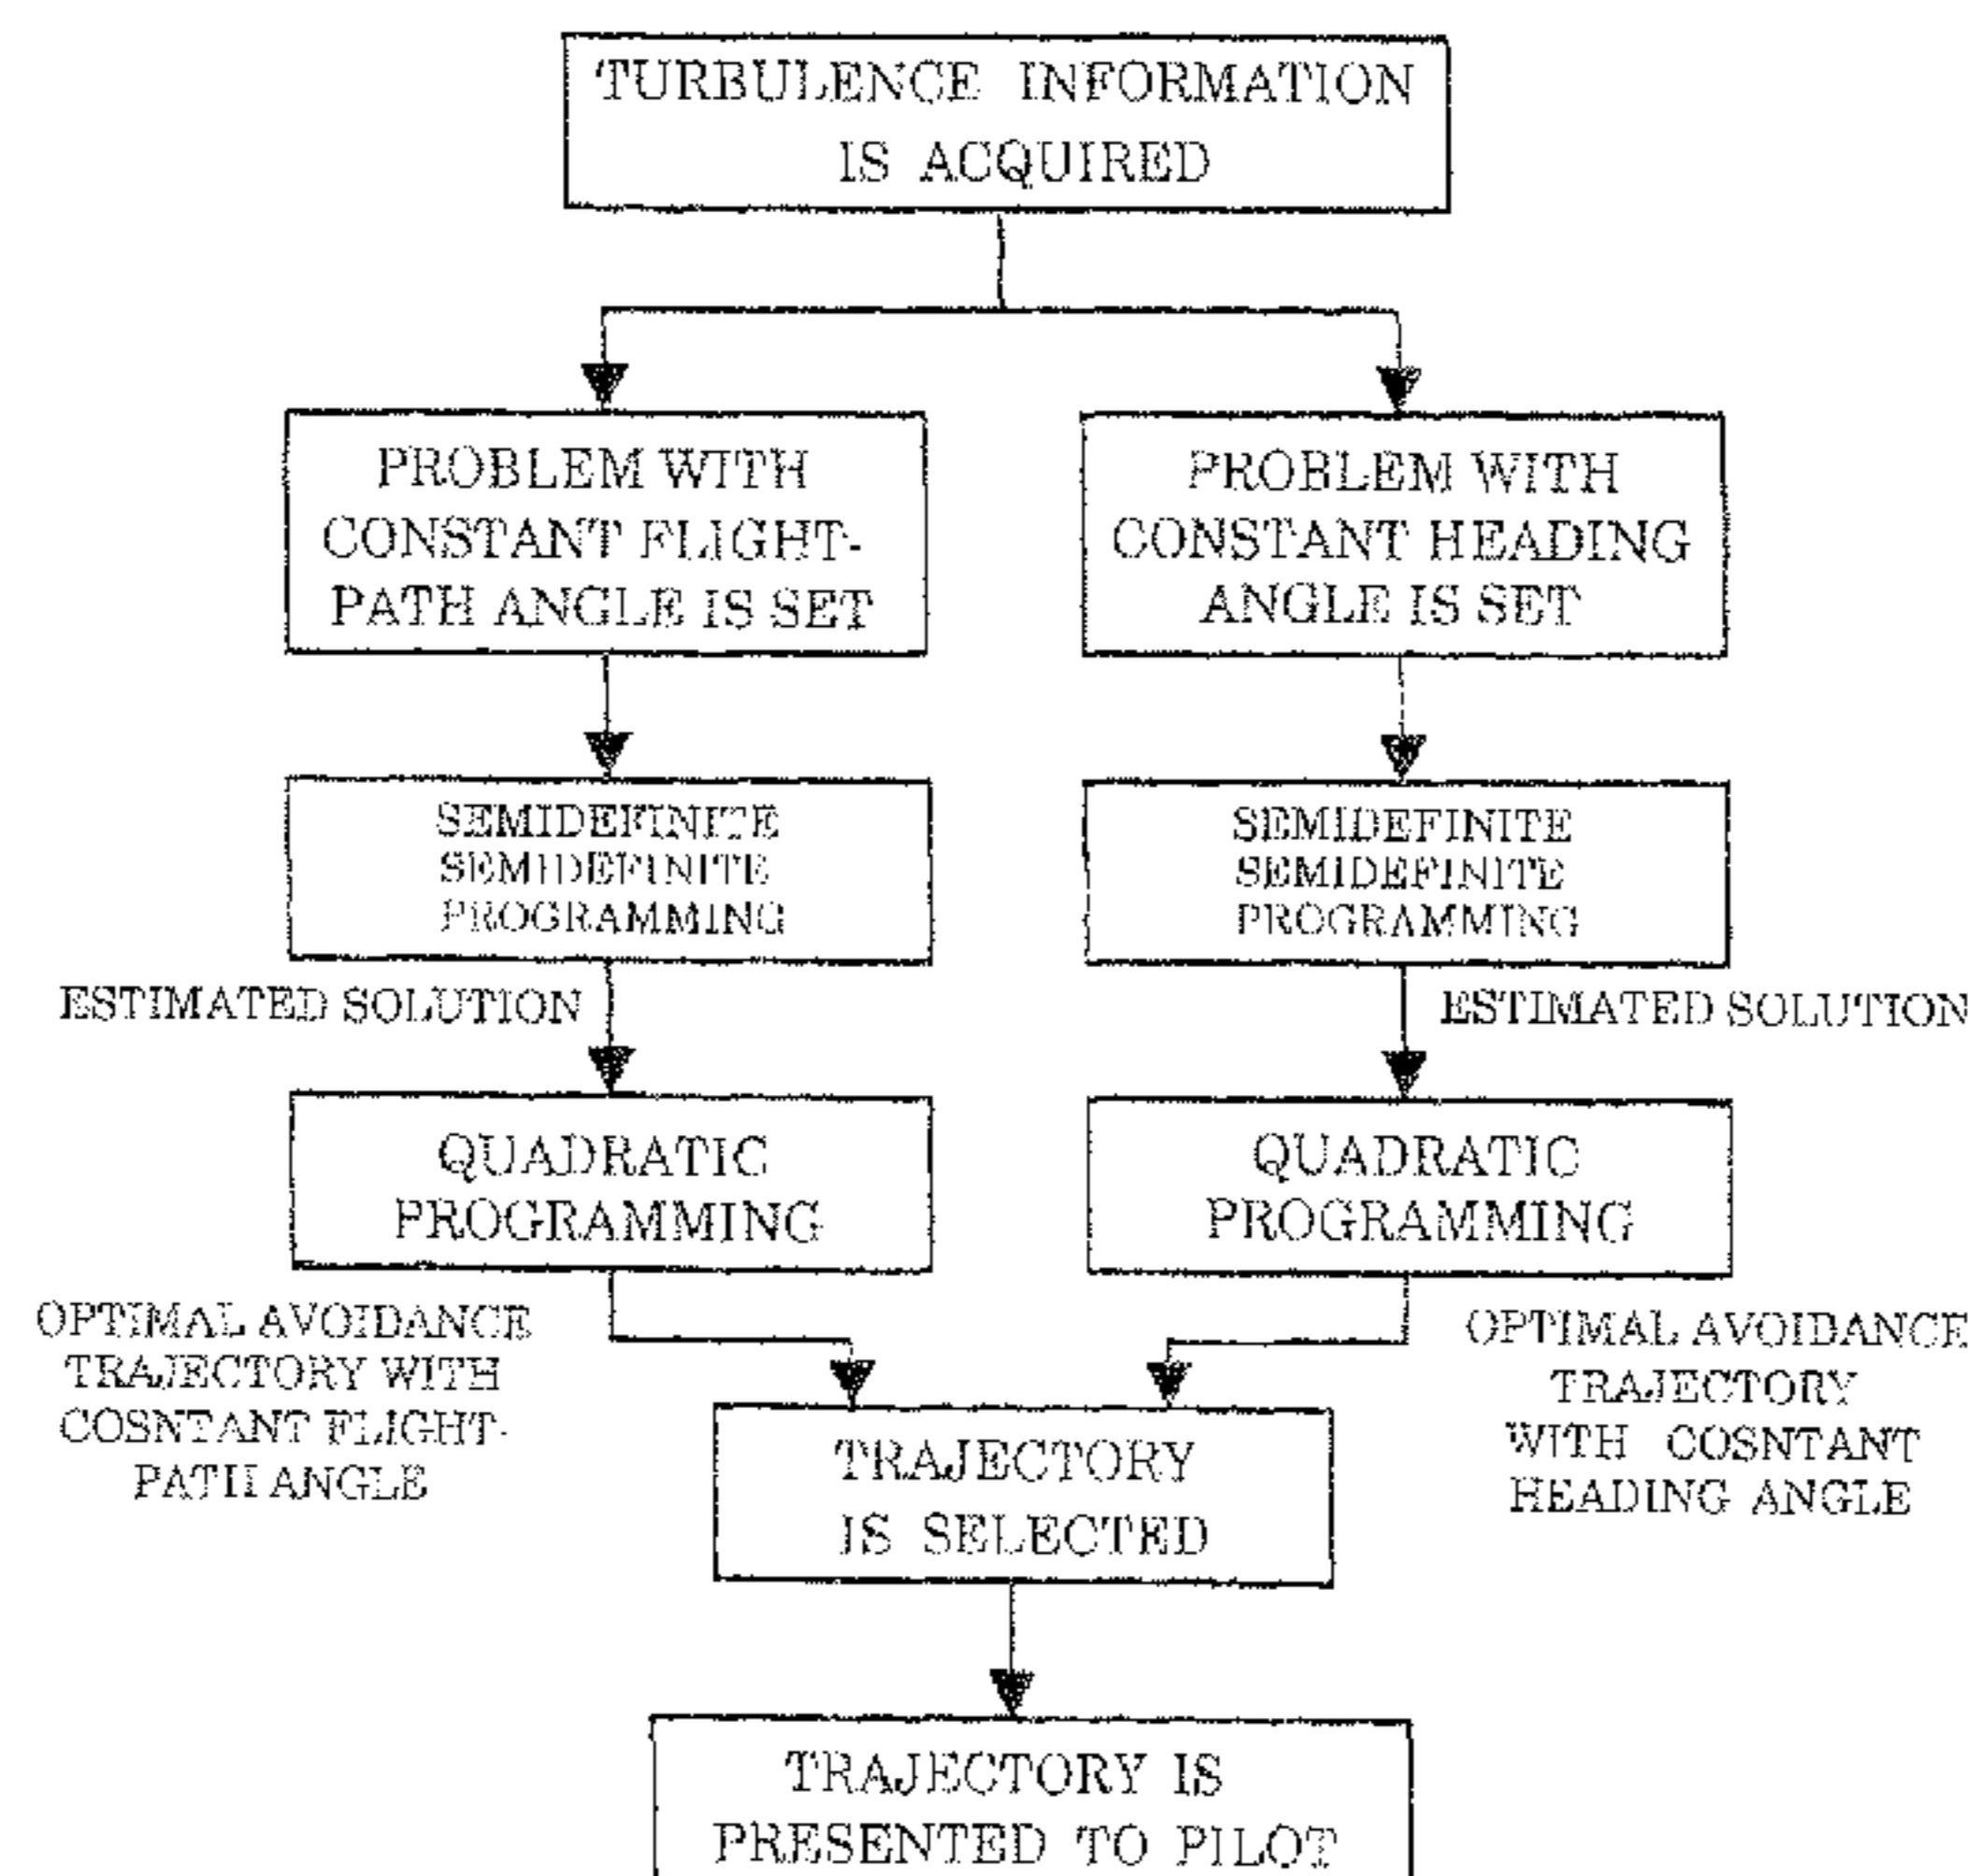 TURBULENCE INFORMATION
IS ACQUIRED
PROBLEM WITH
CONSTANT FLIGHT-
PATH ANGLE IS SET
PROBLEM WITH
CONSTANT HEADING
ANGLE IS SET
SEMIDEFINITE
SEMIDEFINITE
PROGRAMMING
SEMIDEFINITE
SEMIDEFINITE
PROGRAMMING
ESTIMATED SOLUTION
ESTIMATED SOLUTION
QUADRATIC
PROGRAMMING
QUADRATIC
PROGRAMMING
OPTIMAL AVOIDANCE
TRAJECTORY WITH
COSNTANT FLIGHT-
PATH ANGLE
OPTIMAL AVOIDANCE
TRAJECTORY
WITH COSNTANT
HEADING ANGLE
TRAJECTORY
IS SELECTED
TRAJECTORY IS
PRESENTED TO PILOT